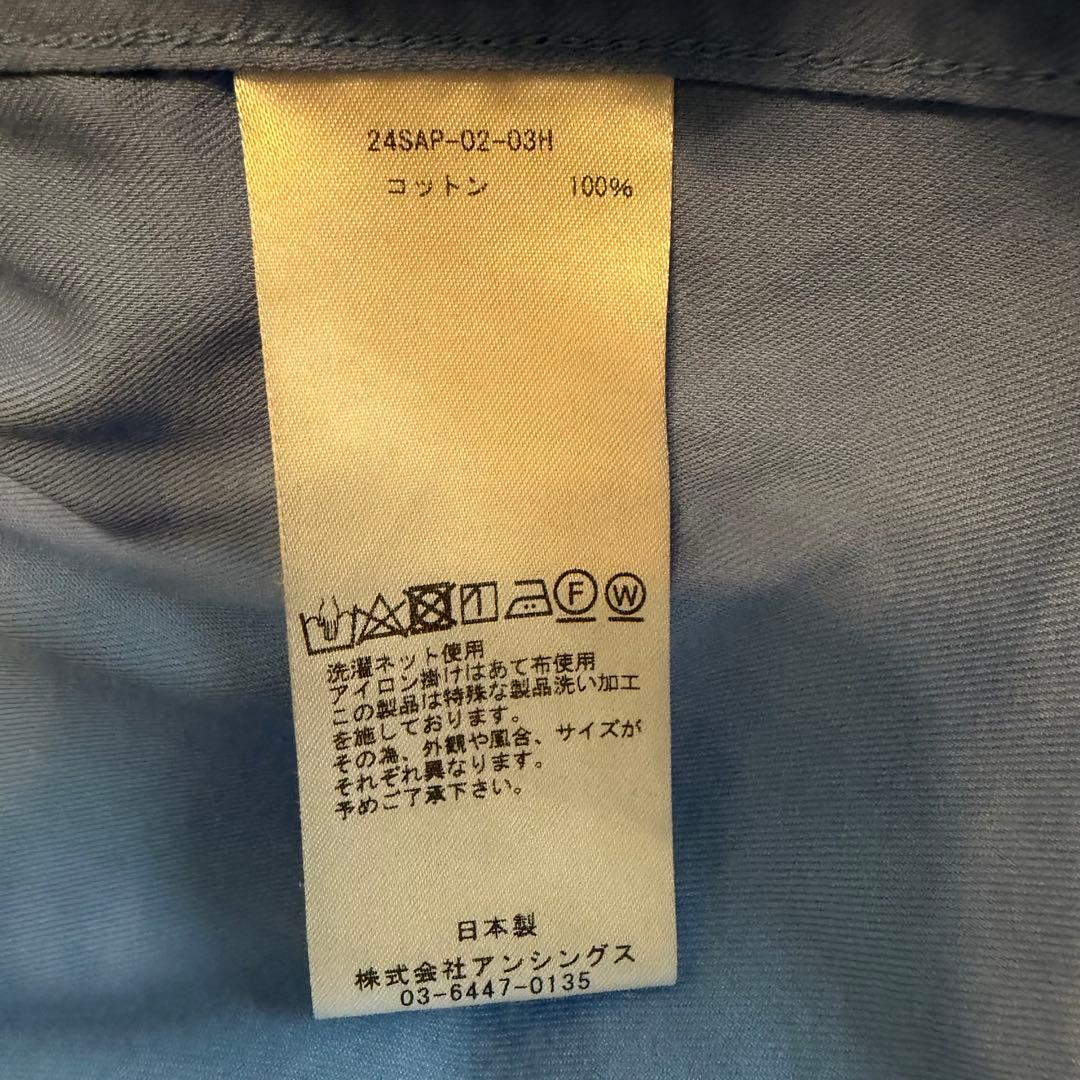 24SAP-02-03H
コットン 100%
F W
洗濯ネット使用
アイロン掛けはあて布使用
この製品は特殊な製品洗い加工
を施しております。
その為、外観や風合、サイズが
それぞれ異なります。
予めご了承下さい。
日本製
株式会社アンシングス
03-6447-0135